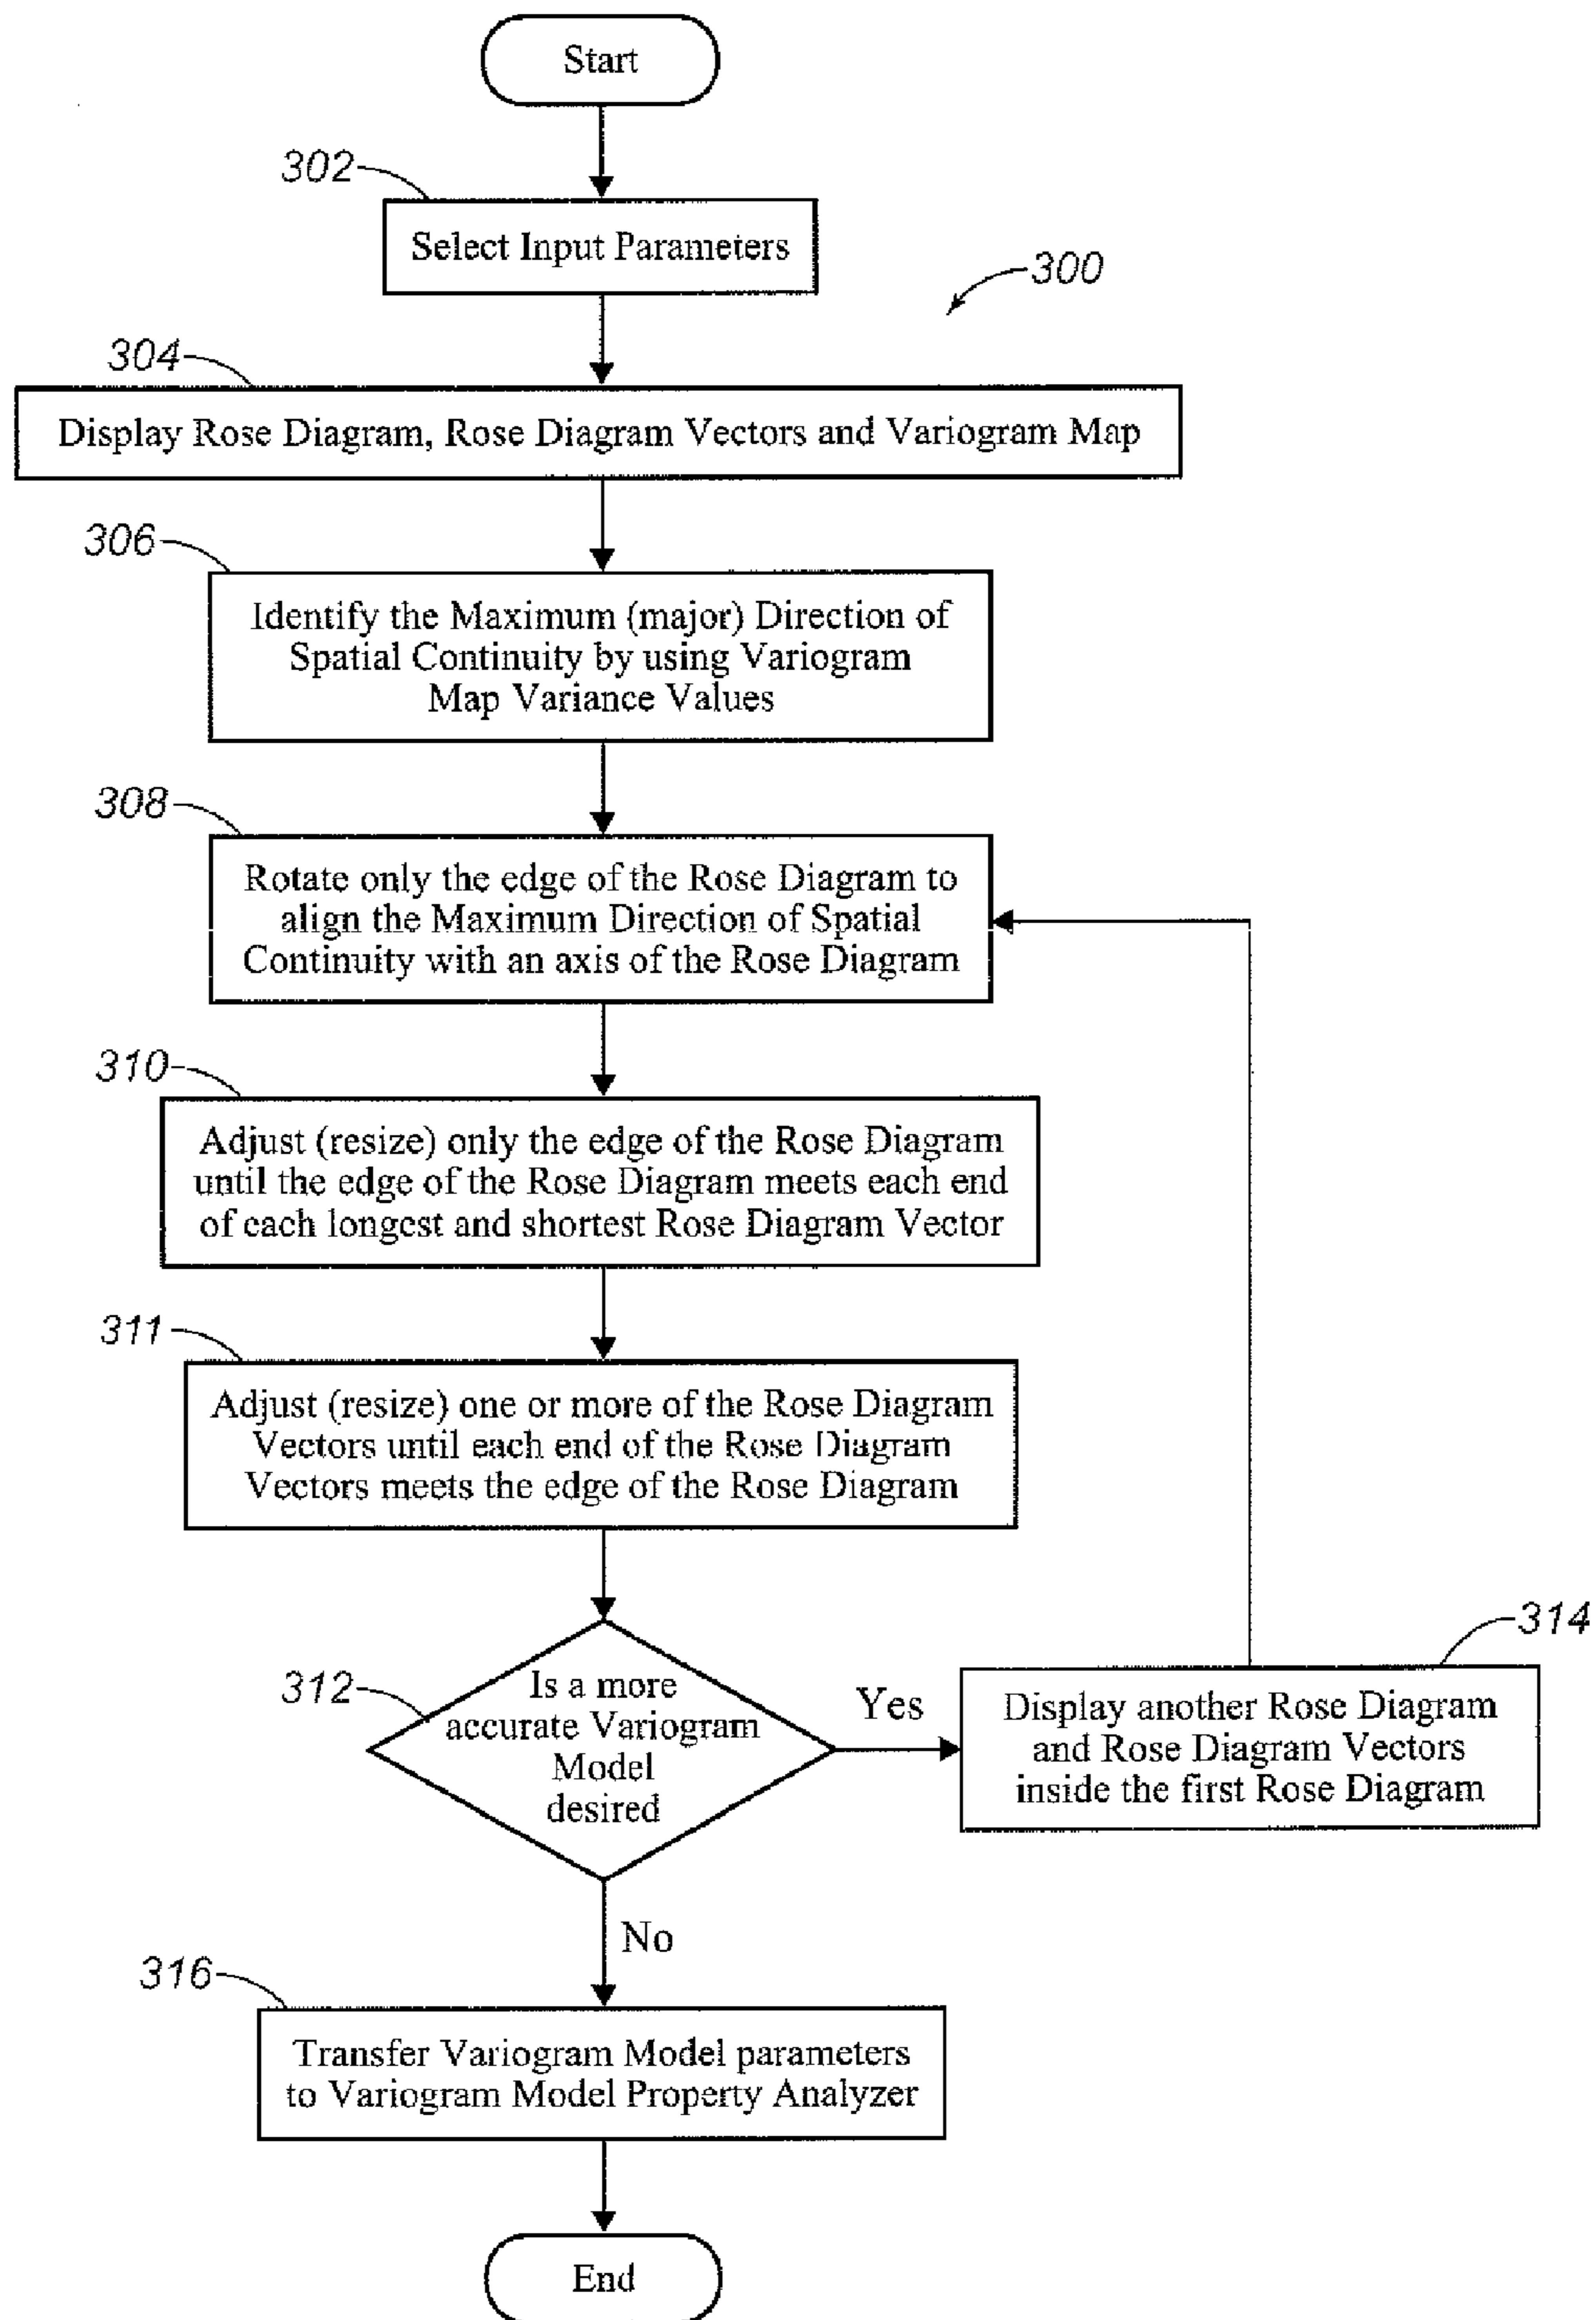 Start
302
Select Input Parameters
300
304
Display Rose Diagram, Rose Diagram Vectors and Variogram Map
306
Identify the Maximum (major) Direction of
Spatial Continuity by using Variogram
Map Variance Values
308
Rotate only the edge of the Rose Diagram to
align the Maximum Direction of Spatial
Continuity with an axis of the Rose Diagram
310
Adjust (resize) only the edge of the Rose Diagram
until the edge of the Rose Diagram meets each end
of each longest and shortest Rose Diagram Vector
311
Adjust (resize) one or more of the Rose Diagram
Vectors until each end of the Rose Diagram
Vectors meets the edge of the Rose Diagram
312
Is a more
accurate Variogram
Model
desired
Yes
314
Display another Rose Diagram
and Rose Diagram Vectors
inside the first Rose Diagram
No
316
Transfer Variogram Model parameters
to Variogram Model Property Analyzer
End